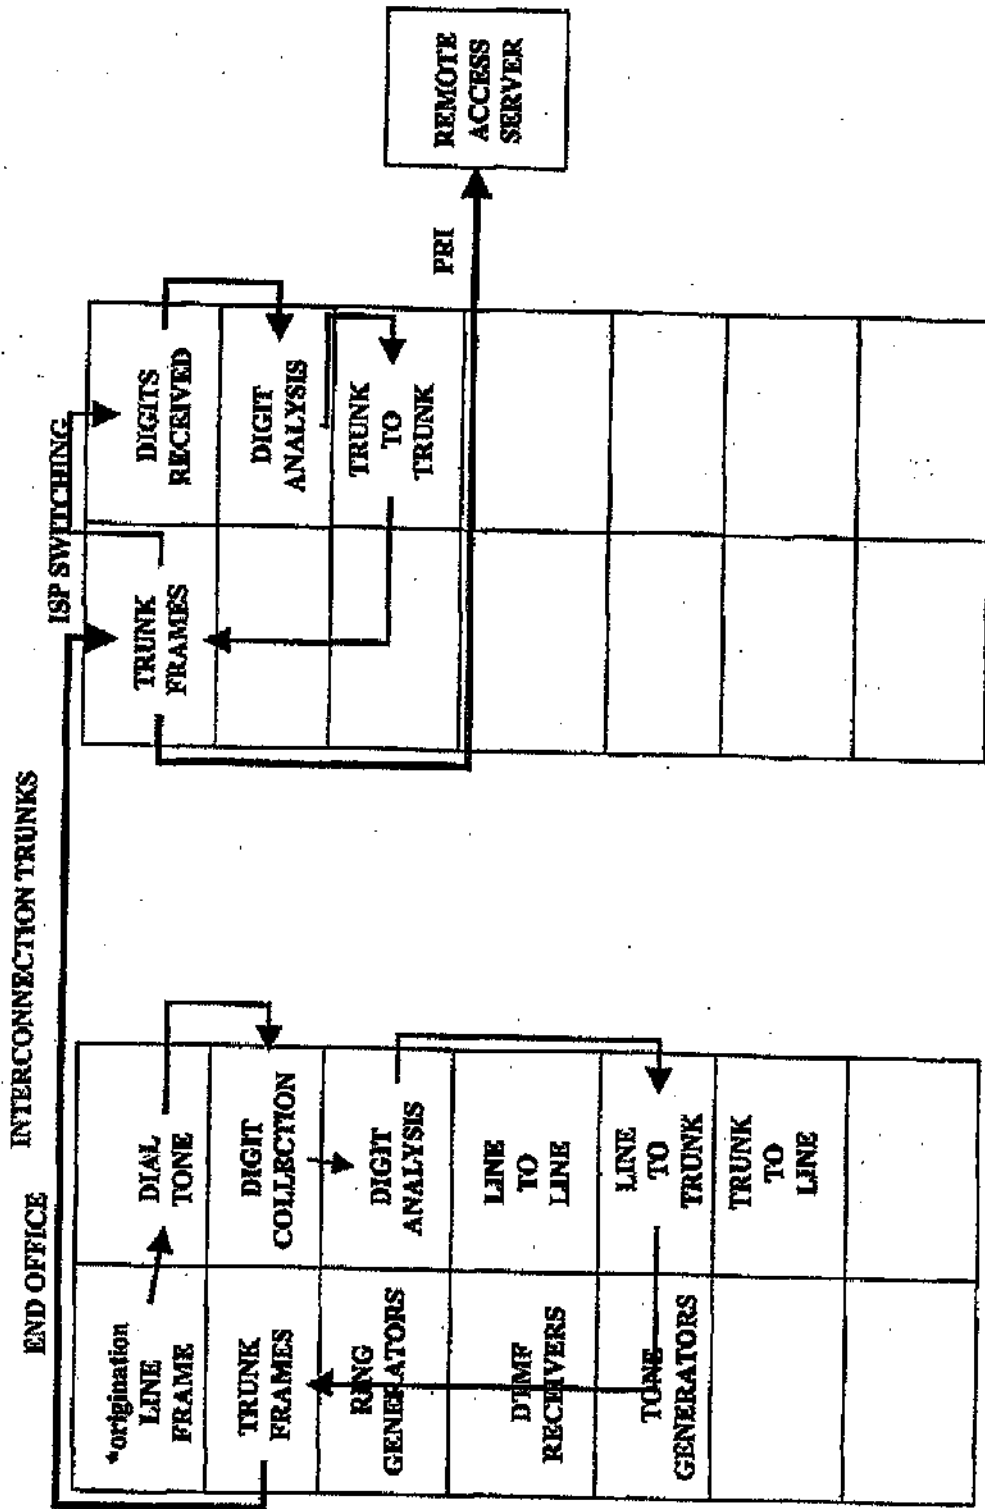 END OFFICE
INTERCONNECTION TRUNKS
ISP SWITCHING
*origination
LINE
FRAME
DIAL
TONE
TRUNK
FRAMES
DIGIT
COLLECTION
RING
GENERATORS
DIGIT
ANALYSIS
DTMF
RECEIVERS
LINE
TO
LINE
TONE
GENERATORS
LINE
TO
TRUNK
TRUNK
TO
LINE
TRUNK
FRAMES
DIGITS
RECEIVED
DIGIT
ANALYSIS
TRUNK
TO
TRUNK
PRI
REMOTE
ACCESS
SERVER